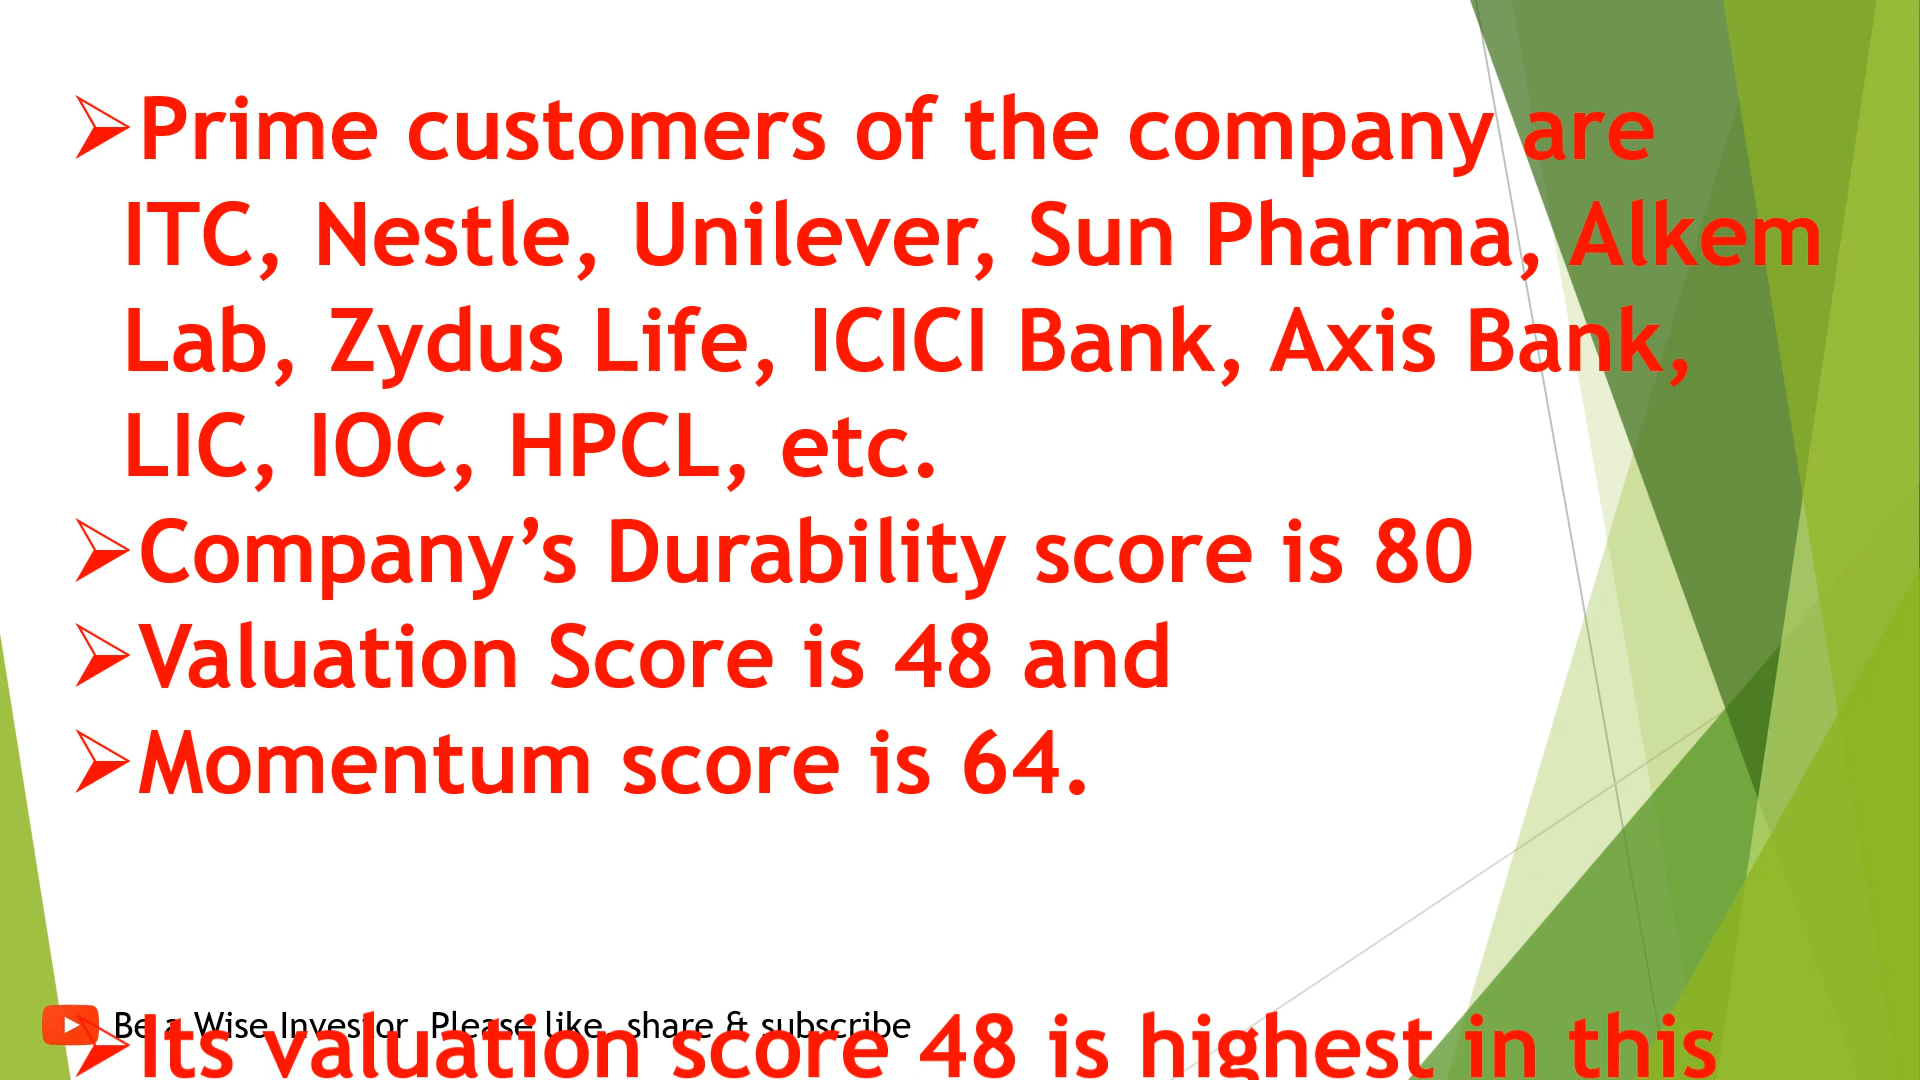 ➢Prime customers of the company are
ITC, Nestle, Unilever, Sun Pharma, Alkem
Lab, Zydus Life, ICICI Bank, Axis Bank,
LIC, IOC, HPCL, etc.
➢Company’s Durability score is 80
➢Valuation Score is 48 and
➢Momentum score is 64.
Be a Wise Investor Please like, share & subscribe
➢Its valuation score 48 is highest in this